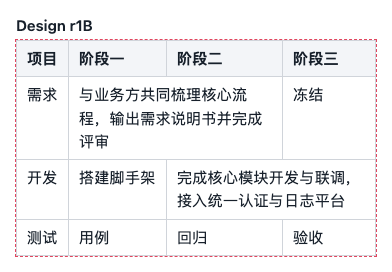 Design r1B
项目 阶段一 阶段二 阶段三
需求 与业务方共同梳理核心流 冻结
程，输出需求说明书并完成
评审
开发 搭建脚手架 完成核心模块开发与联调，
接入统一认证与日志平台
测试 用例 回归 验收